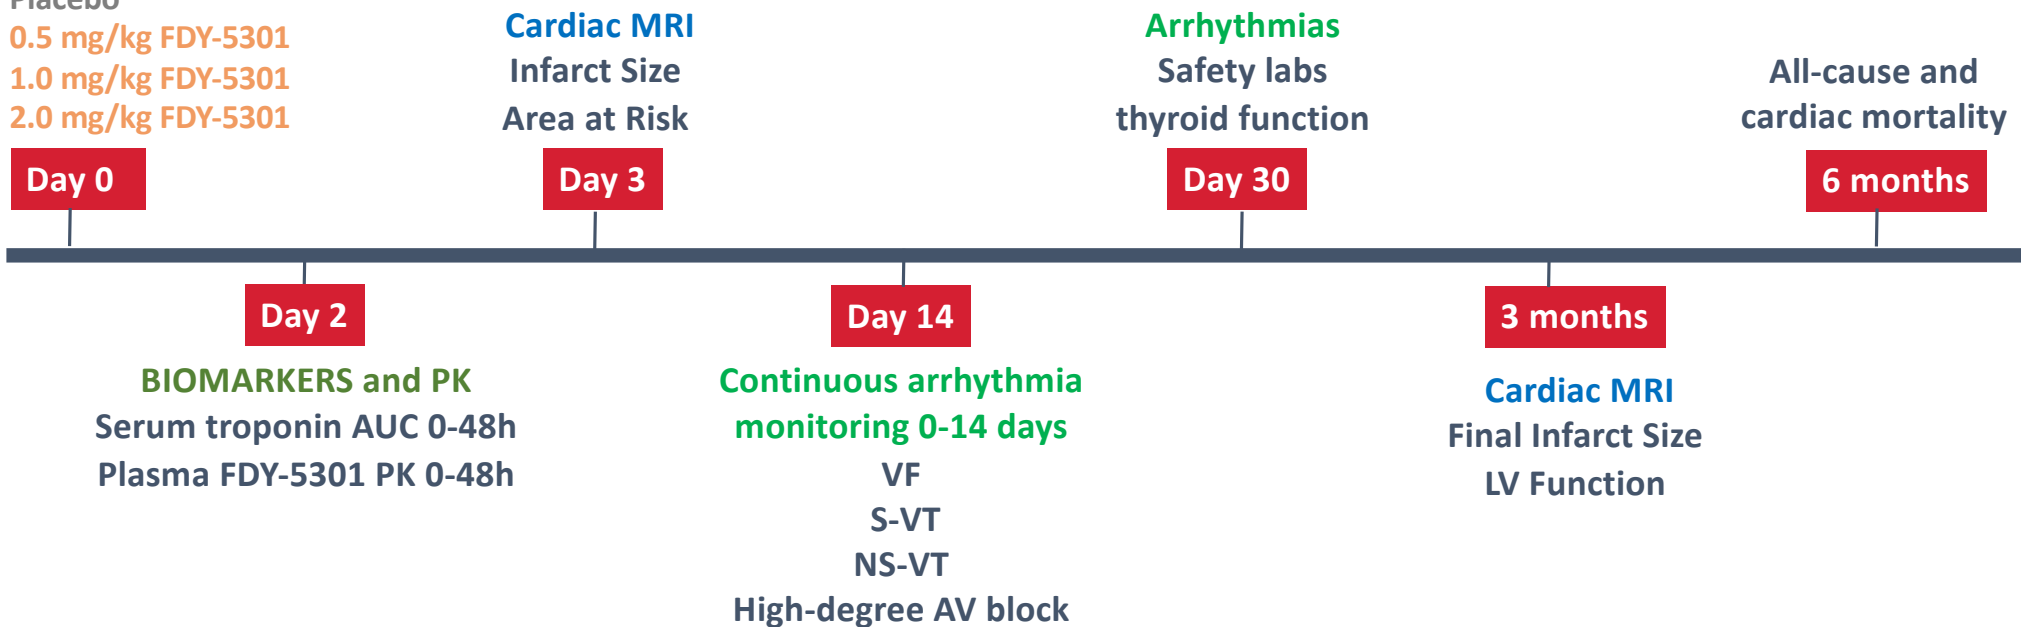 Placebo
0.5 mg/kg FDY-5301
1.0 mg/kg FDY-5301
2.0 mg/kg FDY-5301
Day 0
Cardiac MRI
Infarct Size
Area at Risk
Day 3
Arrhythmias
Safety labs
thyroid function
Day 30
All-cause and
cardiac mortality
6 months
Day 2
BIOMARKERS and PK
Serum troponin AUC 0-48h
Plasma FDY-5301 PK 0-48h
Day 14
Continuous arrhythmia
monitoring 0-14 days
VF
S-VT
NS-VT
High-degree AV block
3 months
Cardiac MRI
Final Infarct Size
LV Function